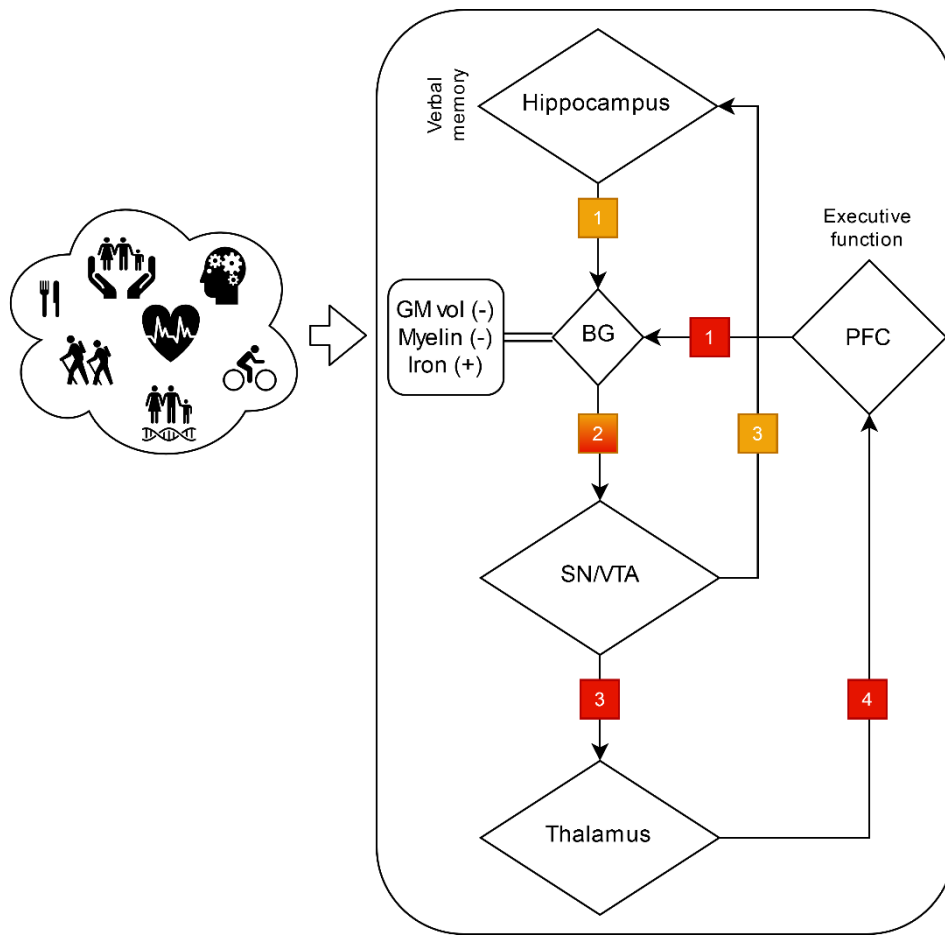 Verbal
memory
Hippocampus
1
Executive
function
GM vol (-)
Myelin (-)
Iron (+)
BG
1
PFC
2
3
SN/VTA
3
4
Thalamus